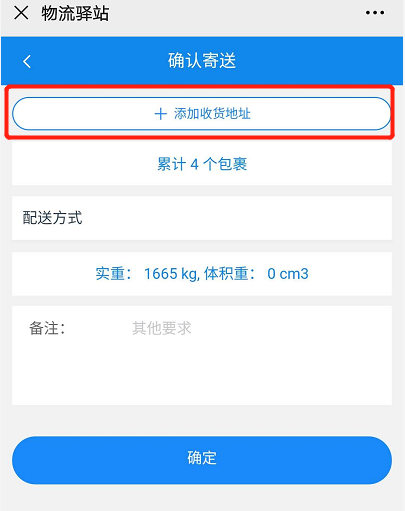 物流驿站
确认寄送
添加收货地址
累计 4 个包裹
配送方式
实重： 1665 kg, 体积重： 0 cm3
备注： 其他要求
确定